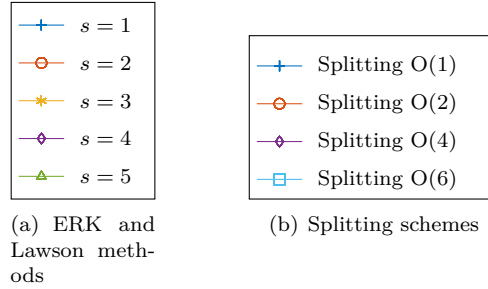 s = 1
s = 2
s = 3
s = 4
s = 5
(a) ERK and
Lawson meth-
ods
Splitting O(1)
Splitting O(2)
Splitting O(4)
Splitting O(6)
(b) Splitting schemes